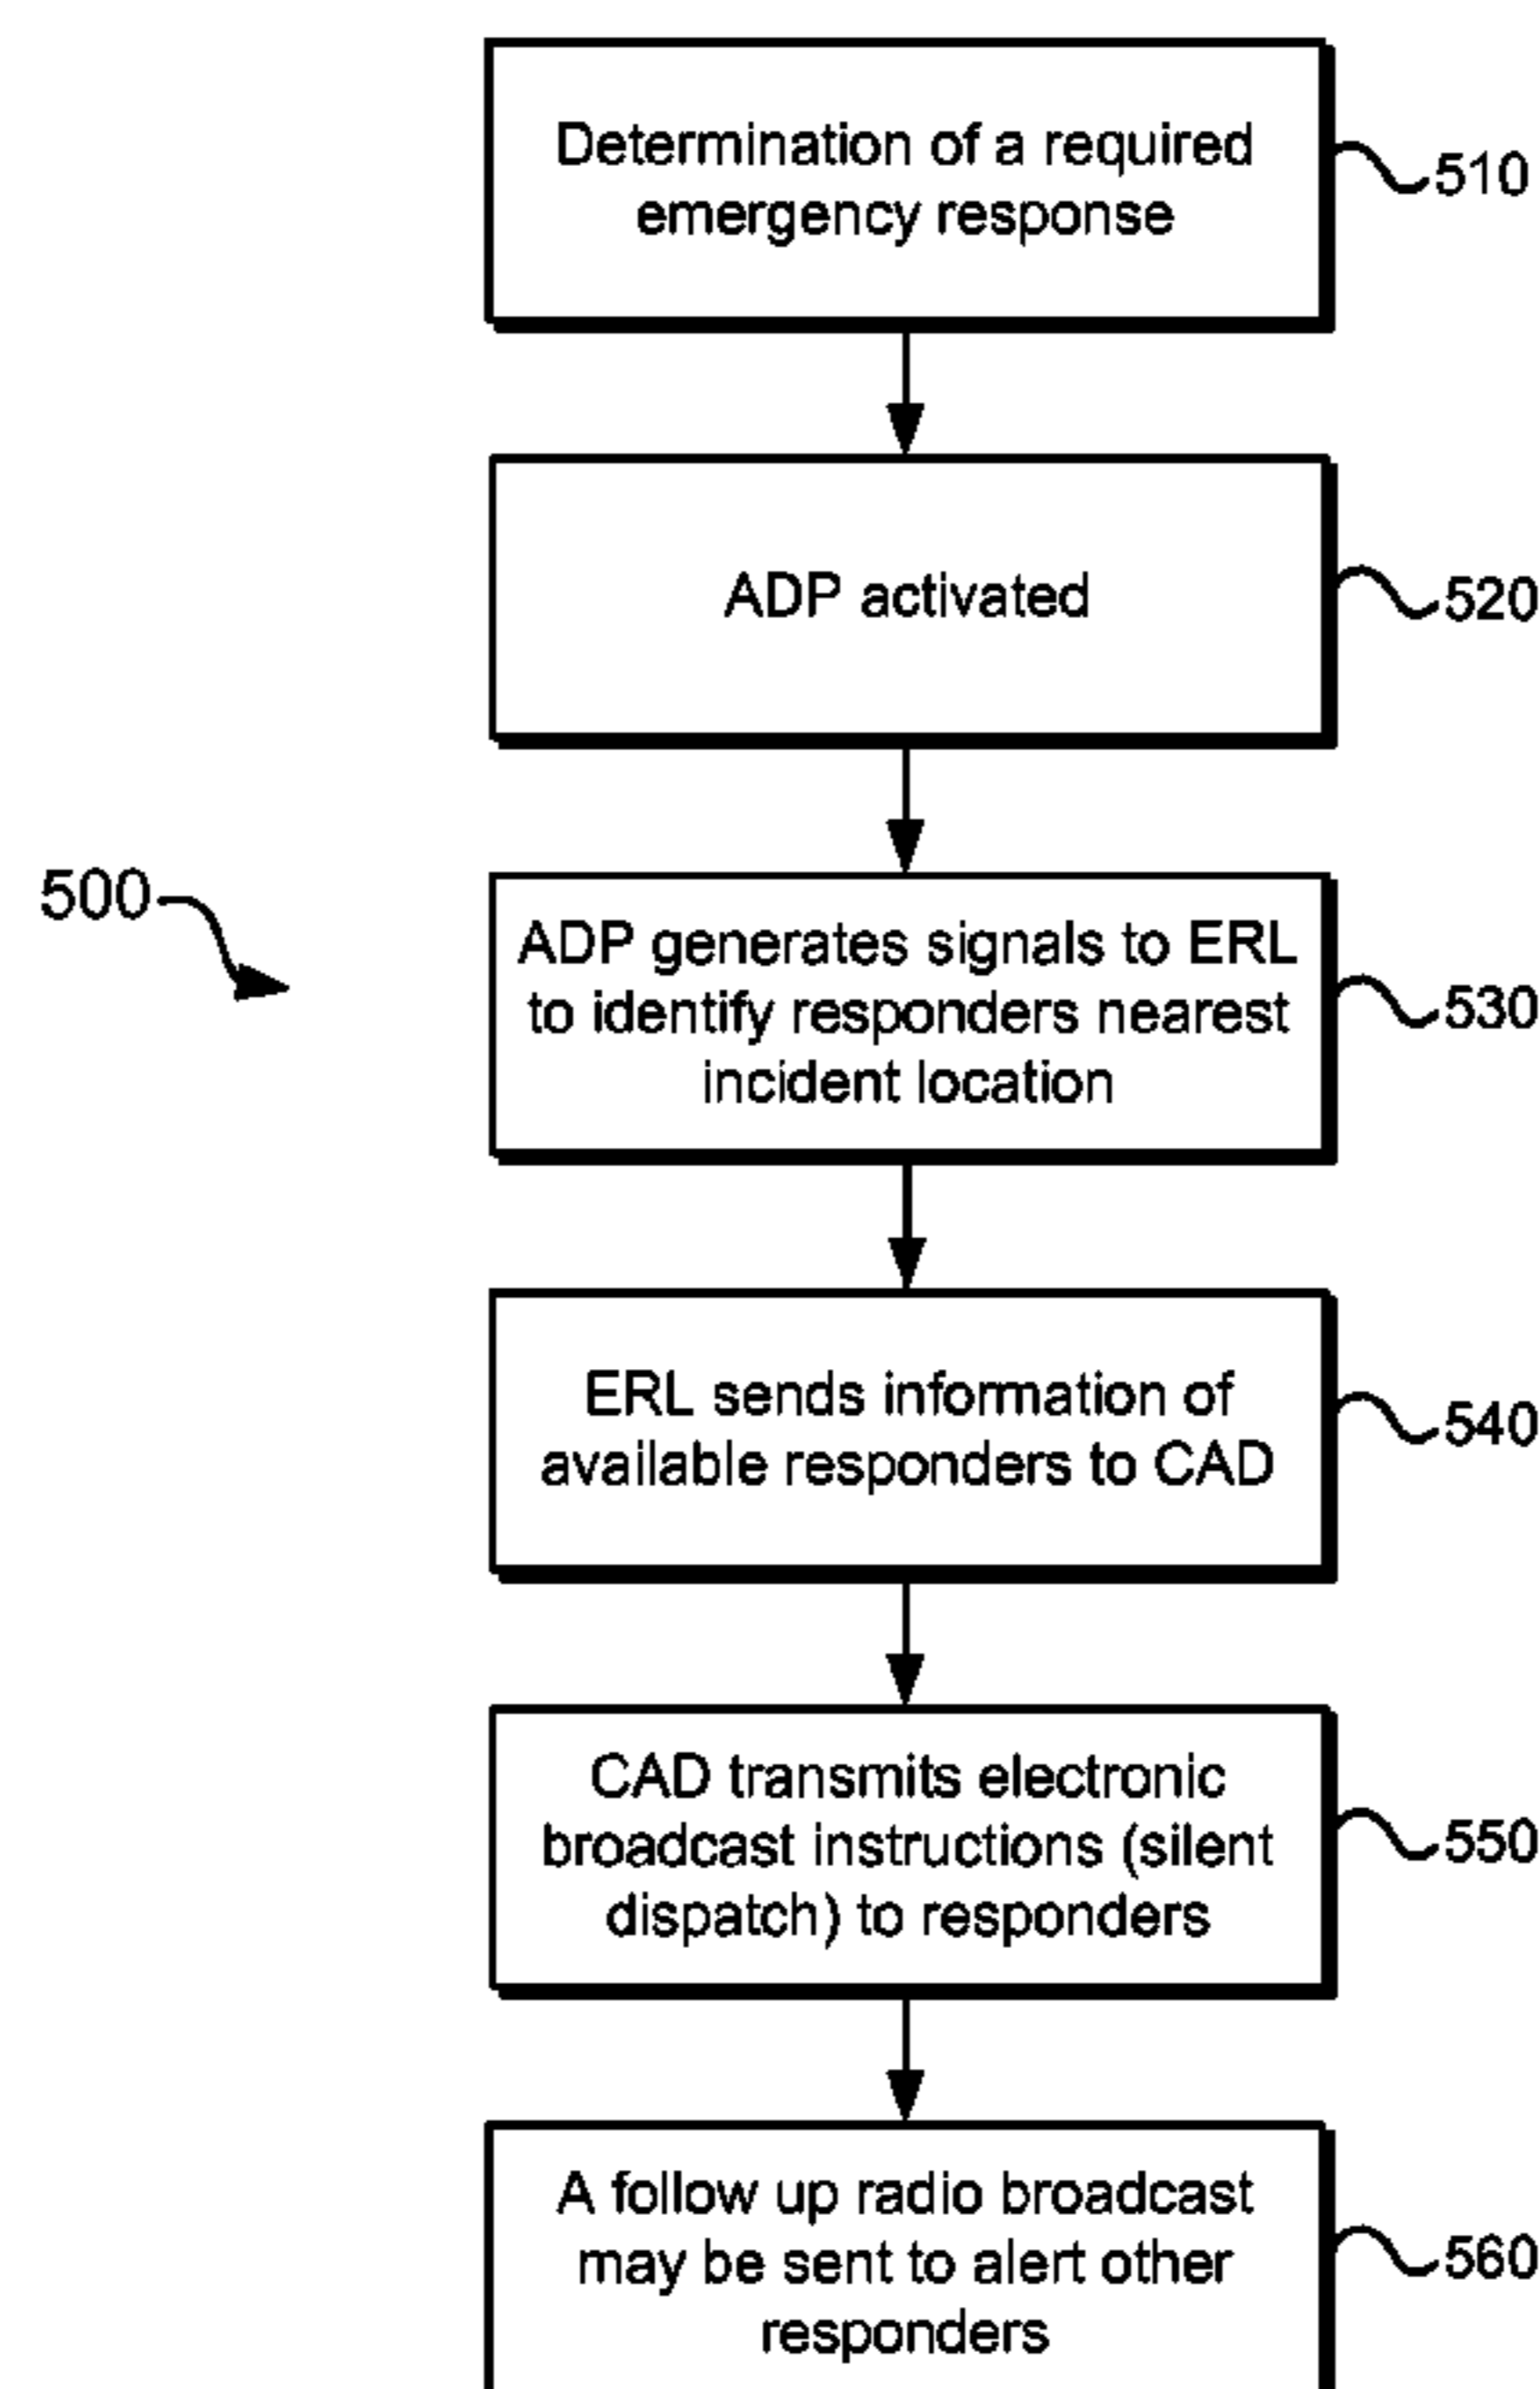 Determination of a required
emergency response
510
ADP activated
520
500
ADP generates signals to ERL
to identify responders nearest
incident location
530
ERL sends information of
available responders to CAD
540
CAD transmits electronic
broadcast instructions (silent
dispatch) to responders
550
A follow up radio broadcast
may be sent to alert other
responders
560